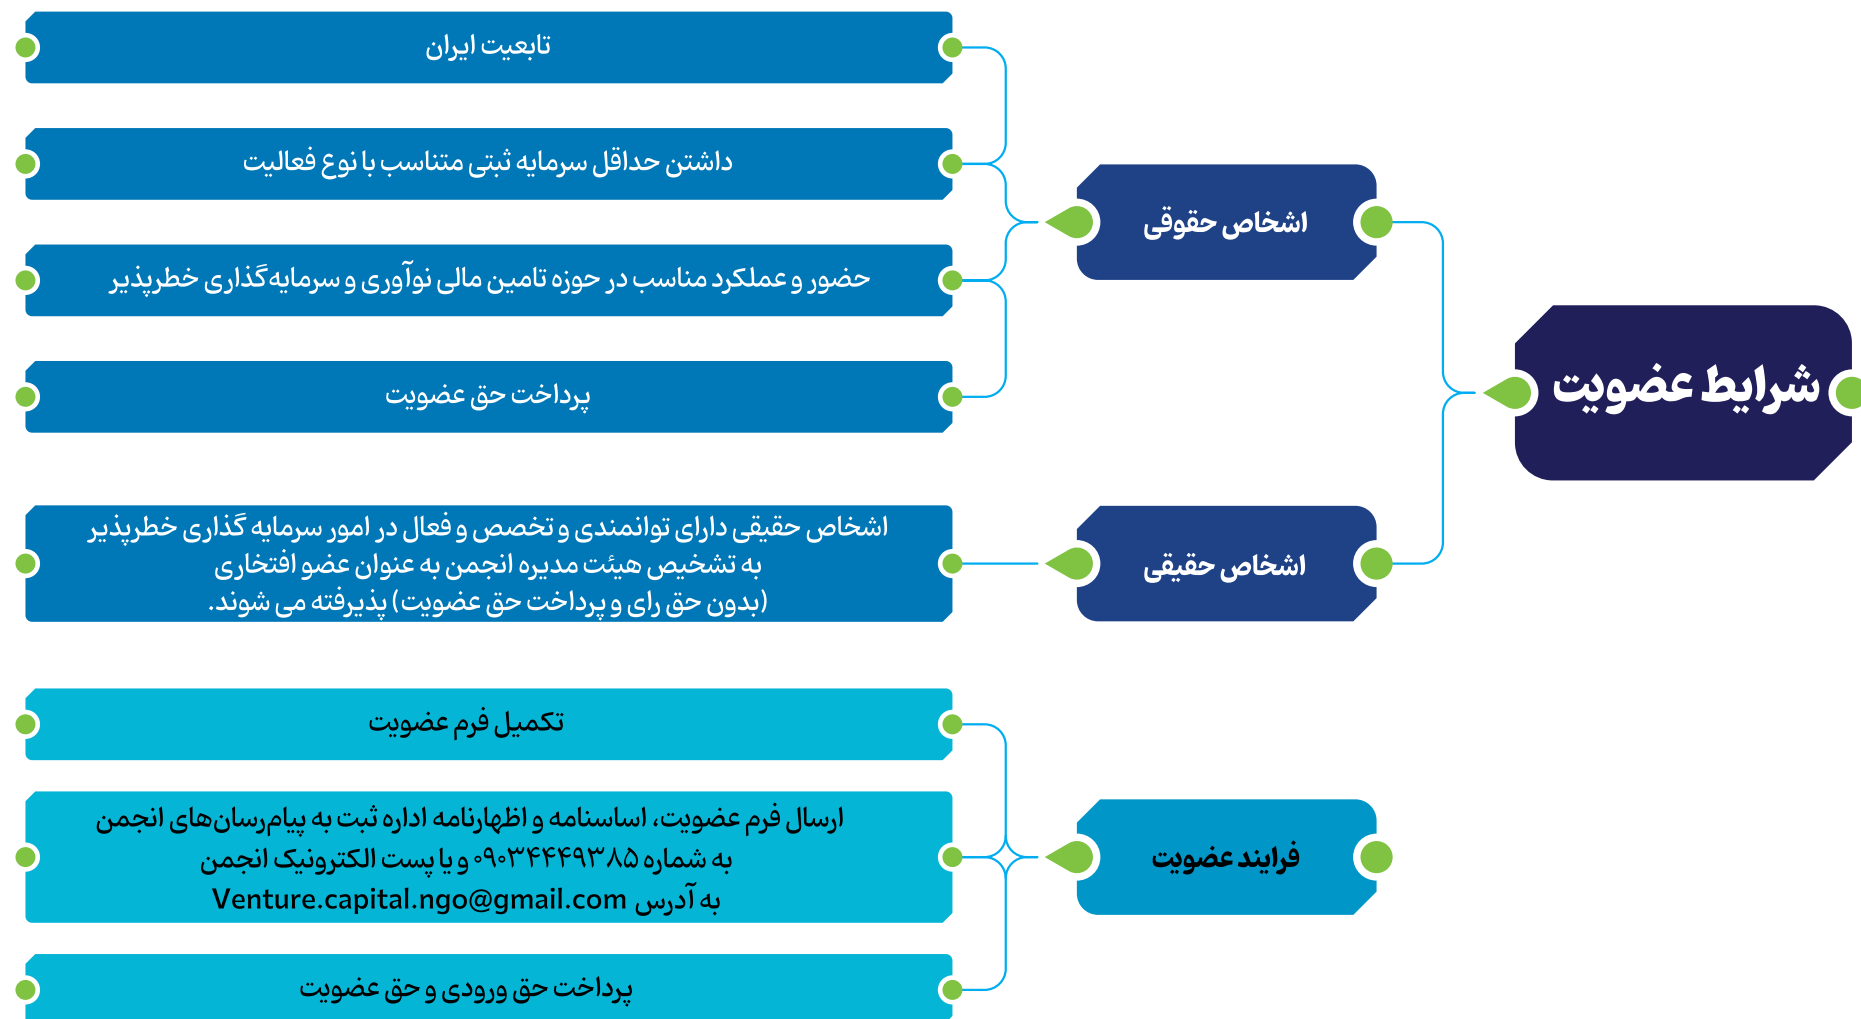 شرایط عضویت
اشخاص حقوقی
تابعیت ایران
داشتن حداقل سرمایه ثبتی متناسب با نوع فعالیت
حضور و عملکرد مناسب در حوزه تامین مالی نوآوری و سرمایه‌گذاری خطرپذیر
پرداخت حق عضویت
اشخاص حقیقی
اشخاص حقیقی دارای توانمندی و تخصص و فعال در امور سرمایه گذاری خطرپذیر
به تشخیص هیئت مدیره انجمن به عنوان عضو افتخاری
(بدون حق رای و پرداخت حق عضویت) پذیرفته می شوند.
فرایند عضویت
تکمیل فرم عضویت
ارسال فرم عضویت، اساسنامه و اظهارنامه اداره ثبت به پیام‌رسان‌های انجمن
به شماره ۰۹۰۳۴۴۴۹۳۸۵ و یا پست الکترونیک انجمن
به آدرس Venture.capital.ngo@gmail.com
پرداخت حق ورودی و حق عضویت